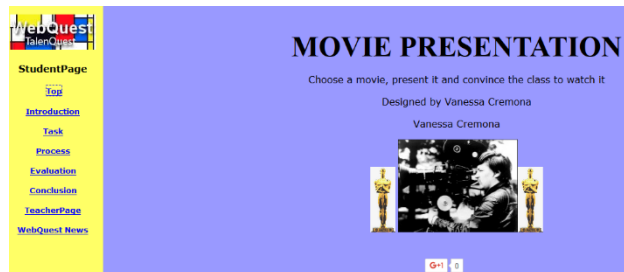 WebQuest
TalenQuest
StudentPage
Top
Introduction
Task
Process
Evaluation
Conclusion
TeacherPage
WebQuest News
MOVIE PRESENTATION
Choose a movie, present it and convince the class to watch it
Designed by Vanessa Cremona
Vanessa Cremona
G+1 0